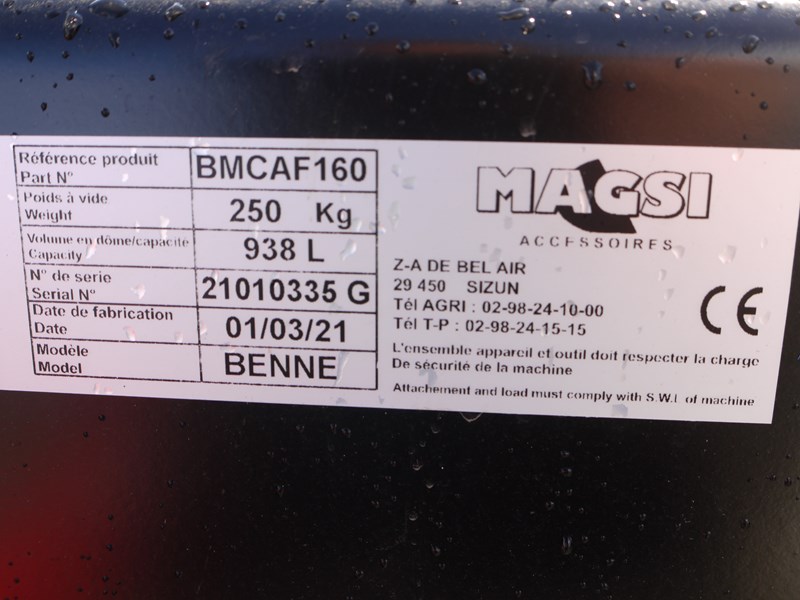 Référence produit
Part N°
BMCAF160
Poids à vide
Weight
250 Kg
Volume en dôme/capacité
Capacity
938 L
N° de serie
Serial N°
21010335 G
Date de fabrication
Date
01/03/21
Modèle
Model
BENNE
MAGSI
ACCESSOIRES
Z-A DE BEL AIR
29 450 SIZUN
Tél AGRI : 02-98-24-10-00
Tél T-P : 02-98-24-15-15
CE
L'ensemble appareil et outil doit respecter la charge
De sécurité de la machine
Attachement and load must comply with S.W.L of machine